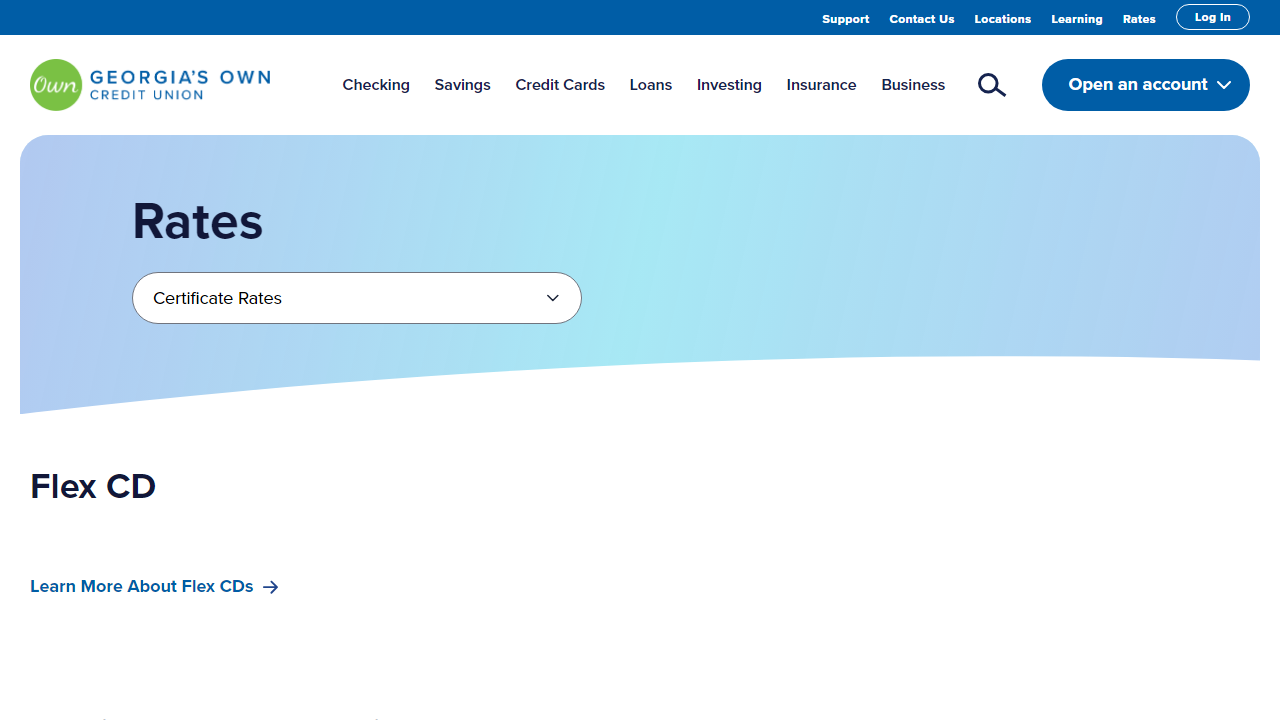 Support Contact Us Locations Learning Rates Log In
Own GEORGIA'S OWN
CREDIT UNION
Checking Savings Credit Cards Loans Investing Insurance Business Open an account
Rates
Certificate Rates
Flex CD
Learn More About Flex CDs